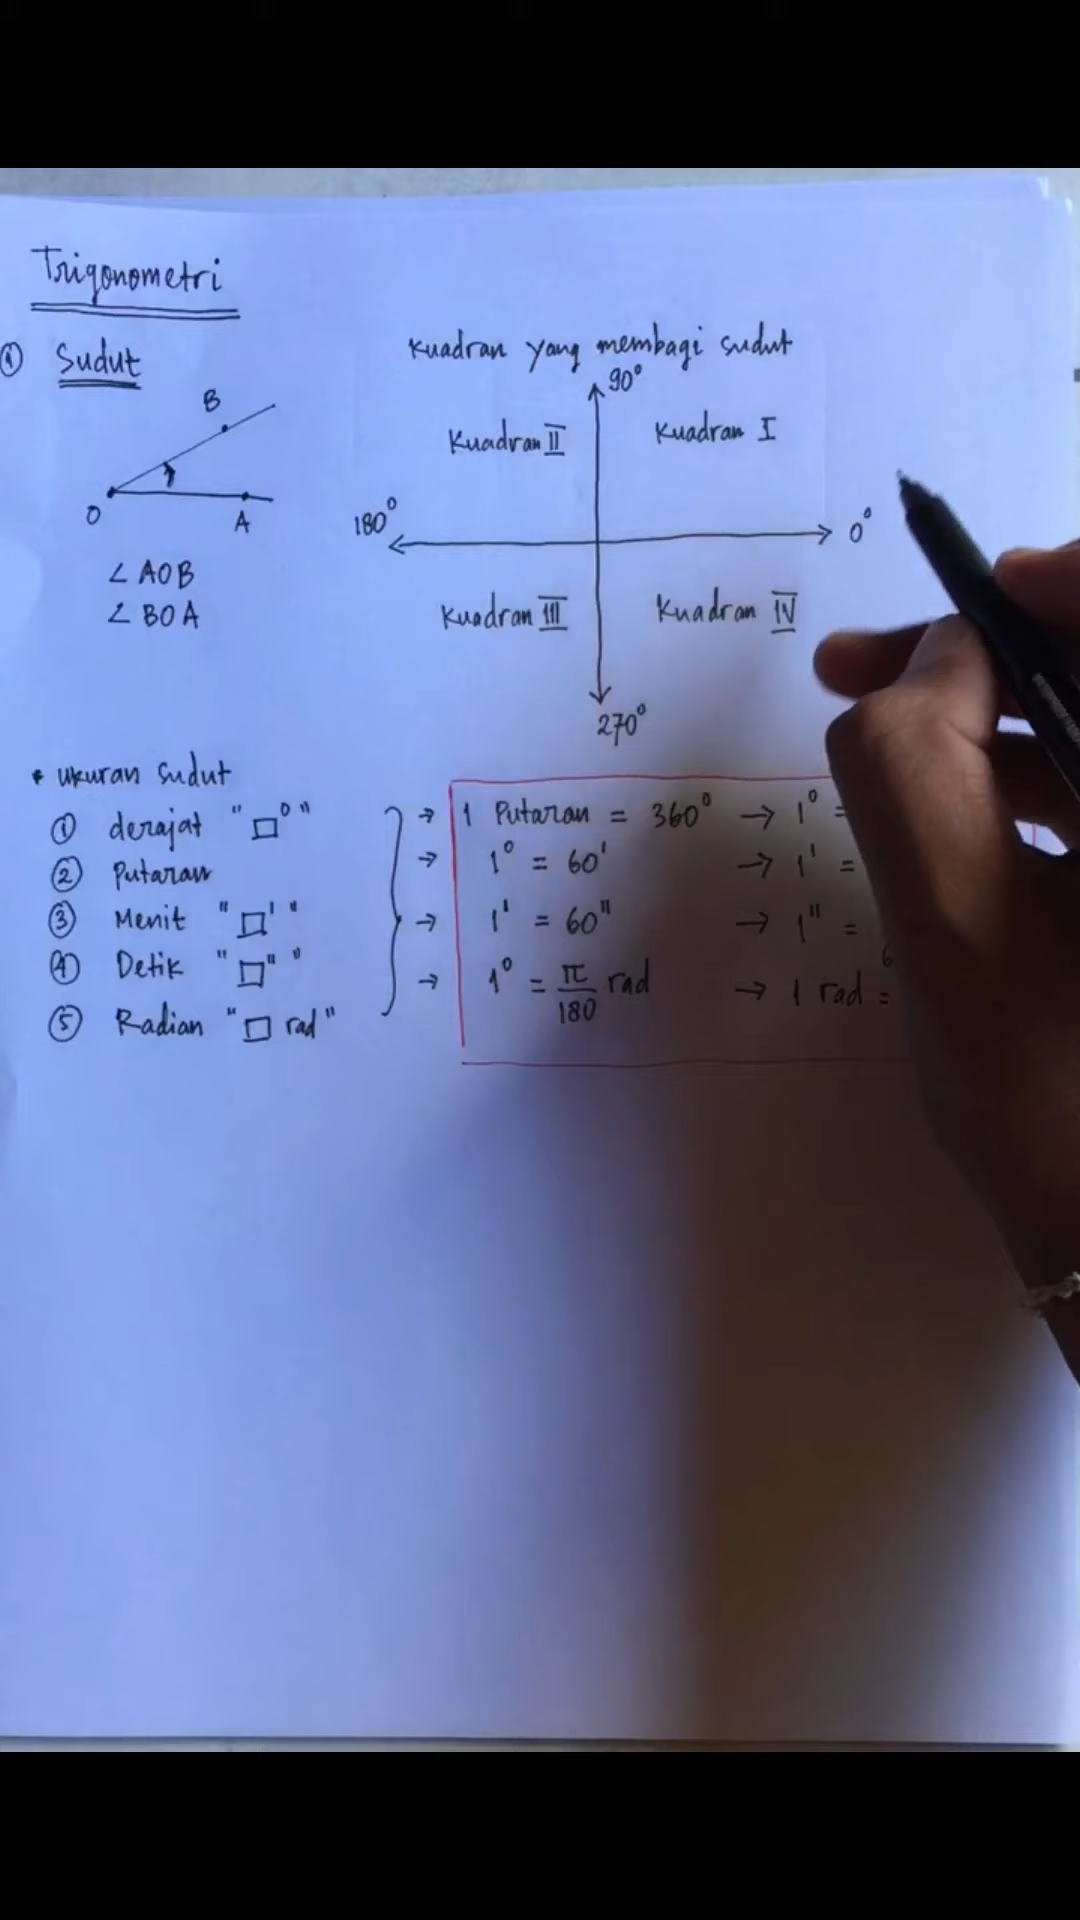 Trigonometri
① Sudut
B
O
A
∠ AOB
∠ BOA
Kuadran yang membagi sudut
90°
Kuadran II
Kuadran I
180°
0°
Kuadran III
Kuadran IV
270°
* ukuran sudut
① derajat "□°"
② Putaran
③ Menit "□'"
④ Detik "□""
⑤ Radian "□ rad"
→ 1 Putaran = 360° → 1° =
→ 1° = 60' → 1' =
→ 1' = 60" → 1" =
→ 1° = π/180 rad → 1 rad =